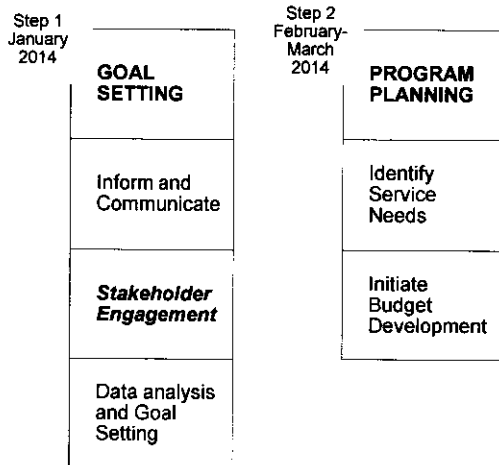 Step 1
January
2014
GOAL
SETTING
Inform and
Communicate
Stakeholder
Engagement
Data analysis
and Goal
Setting
Step 2
February-
March
2014
PROGRAM
PLANNING
Identify
Service
Needs
Initiate
Budget
Development